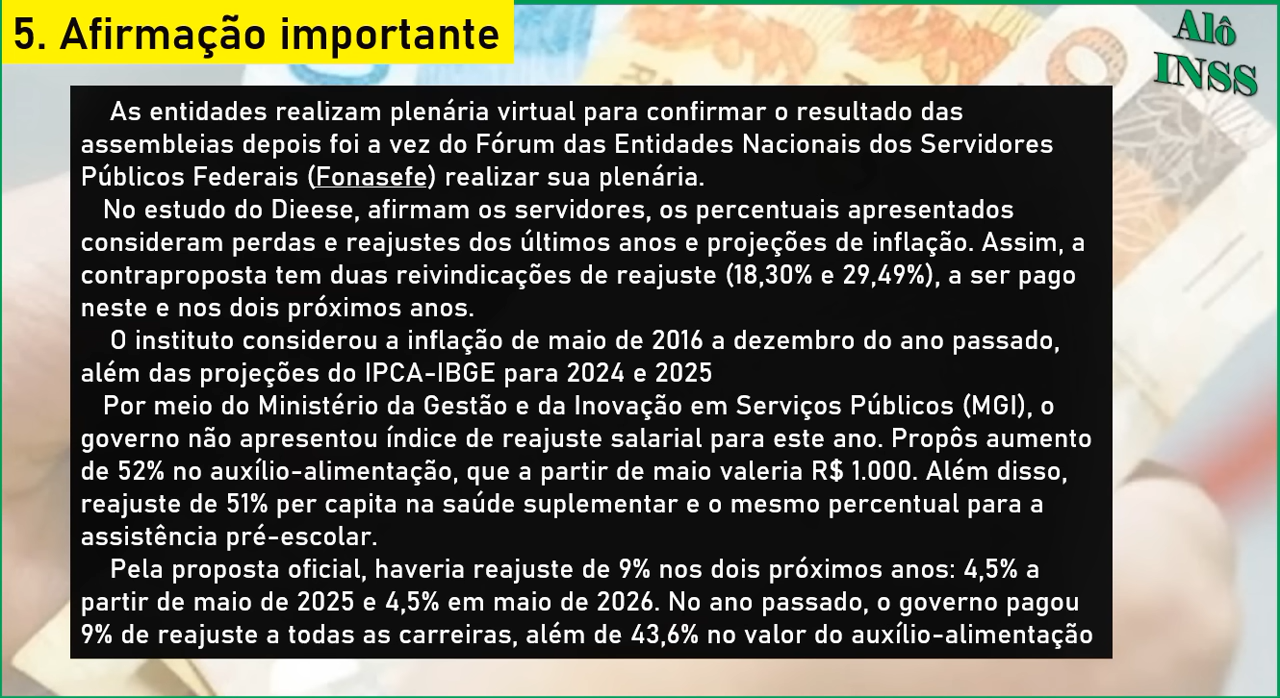 5. Afirmação importante
Alô
INSS
As entidades realizam plenária virtual para confirmar o resultado das
assembleias depois foi a vez do Fórum das Entidades Nacionais dos Servidores
Públicos Federais (Fonasefe) realizar sua plenária.
No estudo do Dieese, afirmam os servidores, os percentuais apresentados
consideram perdas e reajustes dos últimos anos e projeções de inflação. Assim, a
contraproposta tem duas reivindicações de reajuste (18,30% e 29,49%), a ser pago
neste e nos dois próximos anos.
O instituto considerou a inflação de maio de 2016 a dezembro do ano passado,
além das projeções do IPCA-IBGE para 2024 e 2025
Por meio do Ministério da Gestão e da Inovação em Serviços Públicos (MGI), o
governo não apresentou índice de reajuste salarial para este ano. Propôs aumento
de 52% no auxílio-alimentação, que a partir de maio valeria R$ 1.000. Além disso,
reajuste de 51% per capita na saúde suplementar e o mesmo percentual para a
assistência pré-escolar.
Pela proposta oficial, haveria reajuste de 9% nos dois próximos anos: 4,5% a
partir de maio de 2025 e 4,5% em maio de 2026. No ano passado, o governo pagou
9% de reajuste a todas as carreiras, além de 43,6% no valor do auxílio-alimentação